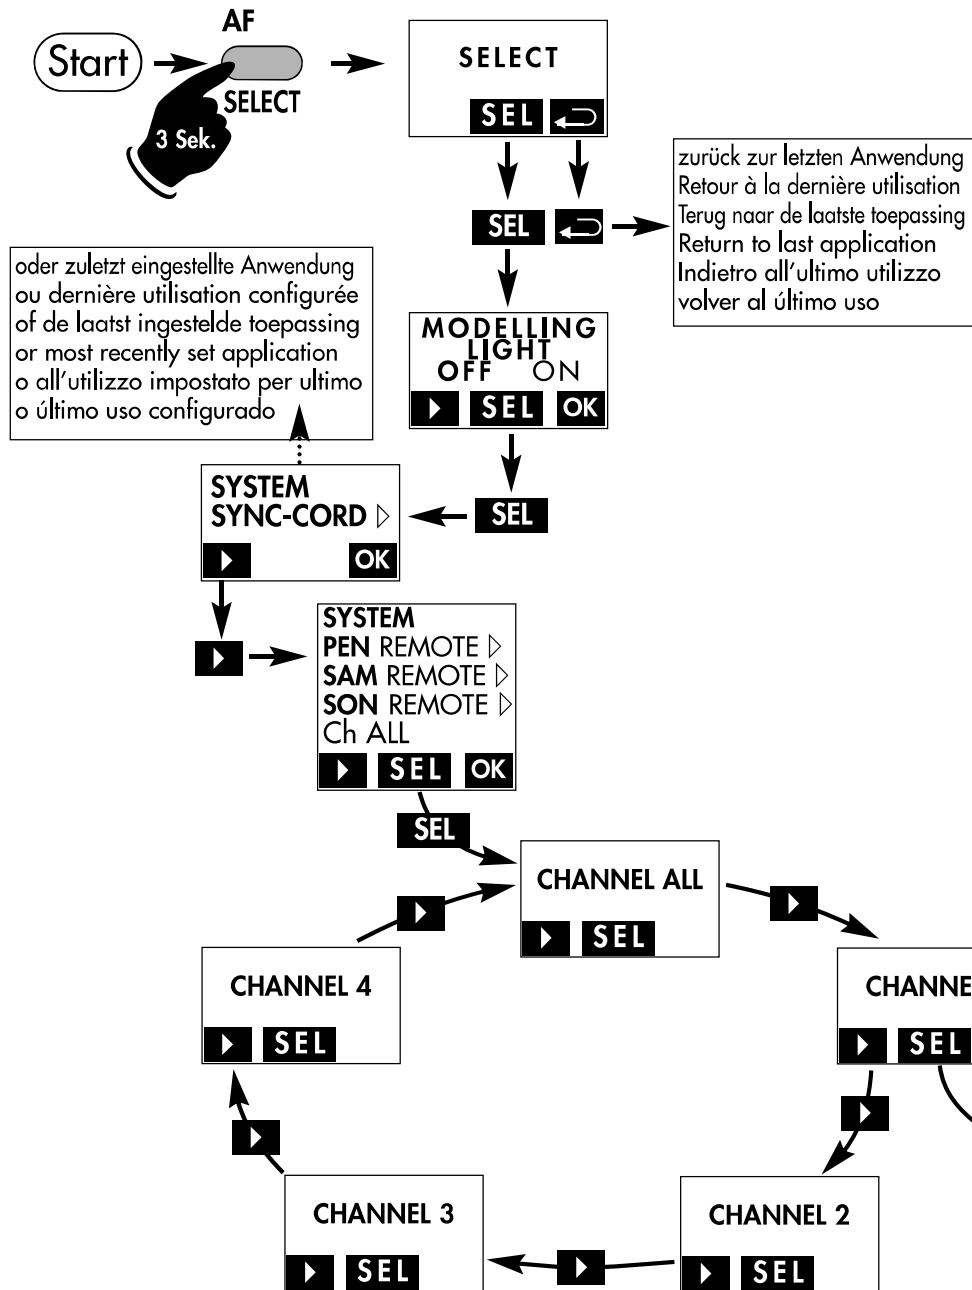 AF
Start
SELECT
3 Sek.
SELECT
SEL
SEL
zurück zur letzten Anwendung
Retour à la dernière utilisation
Terug naar de laatste toepassing
Return to last application
Indietro all'ultimo utilizzo
volver al último uso
oder zuletzt eingestellte Anwendung
ou dernière utilisation configurée
of de laatst ingestelde toepassing
or most recently set application
o all'utilizzo impostato per ultimo
o último uso configurado
MODELLING
LIGHT
OFF ON
SEL OK
SEL
SYSTEM
SYNC-CORD
OK
SYSTEM
PEN REMOTE
SAM REMOTE
SON REMOTE
Ch ALL
SEL OK
SEL
CHANNEL ALL
SEL
CHANNEL 4
SEL
CHANNE
SEL
CHANNEL 3
SEL
CHANNEL 2
SEL